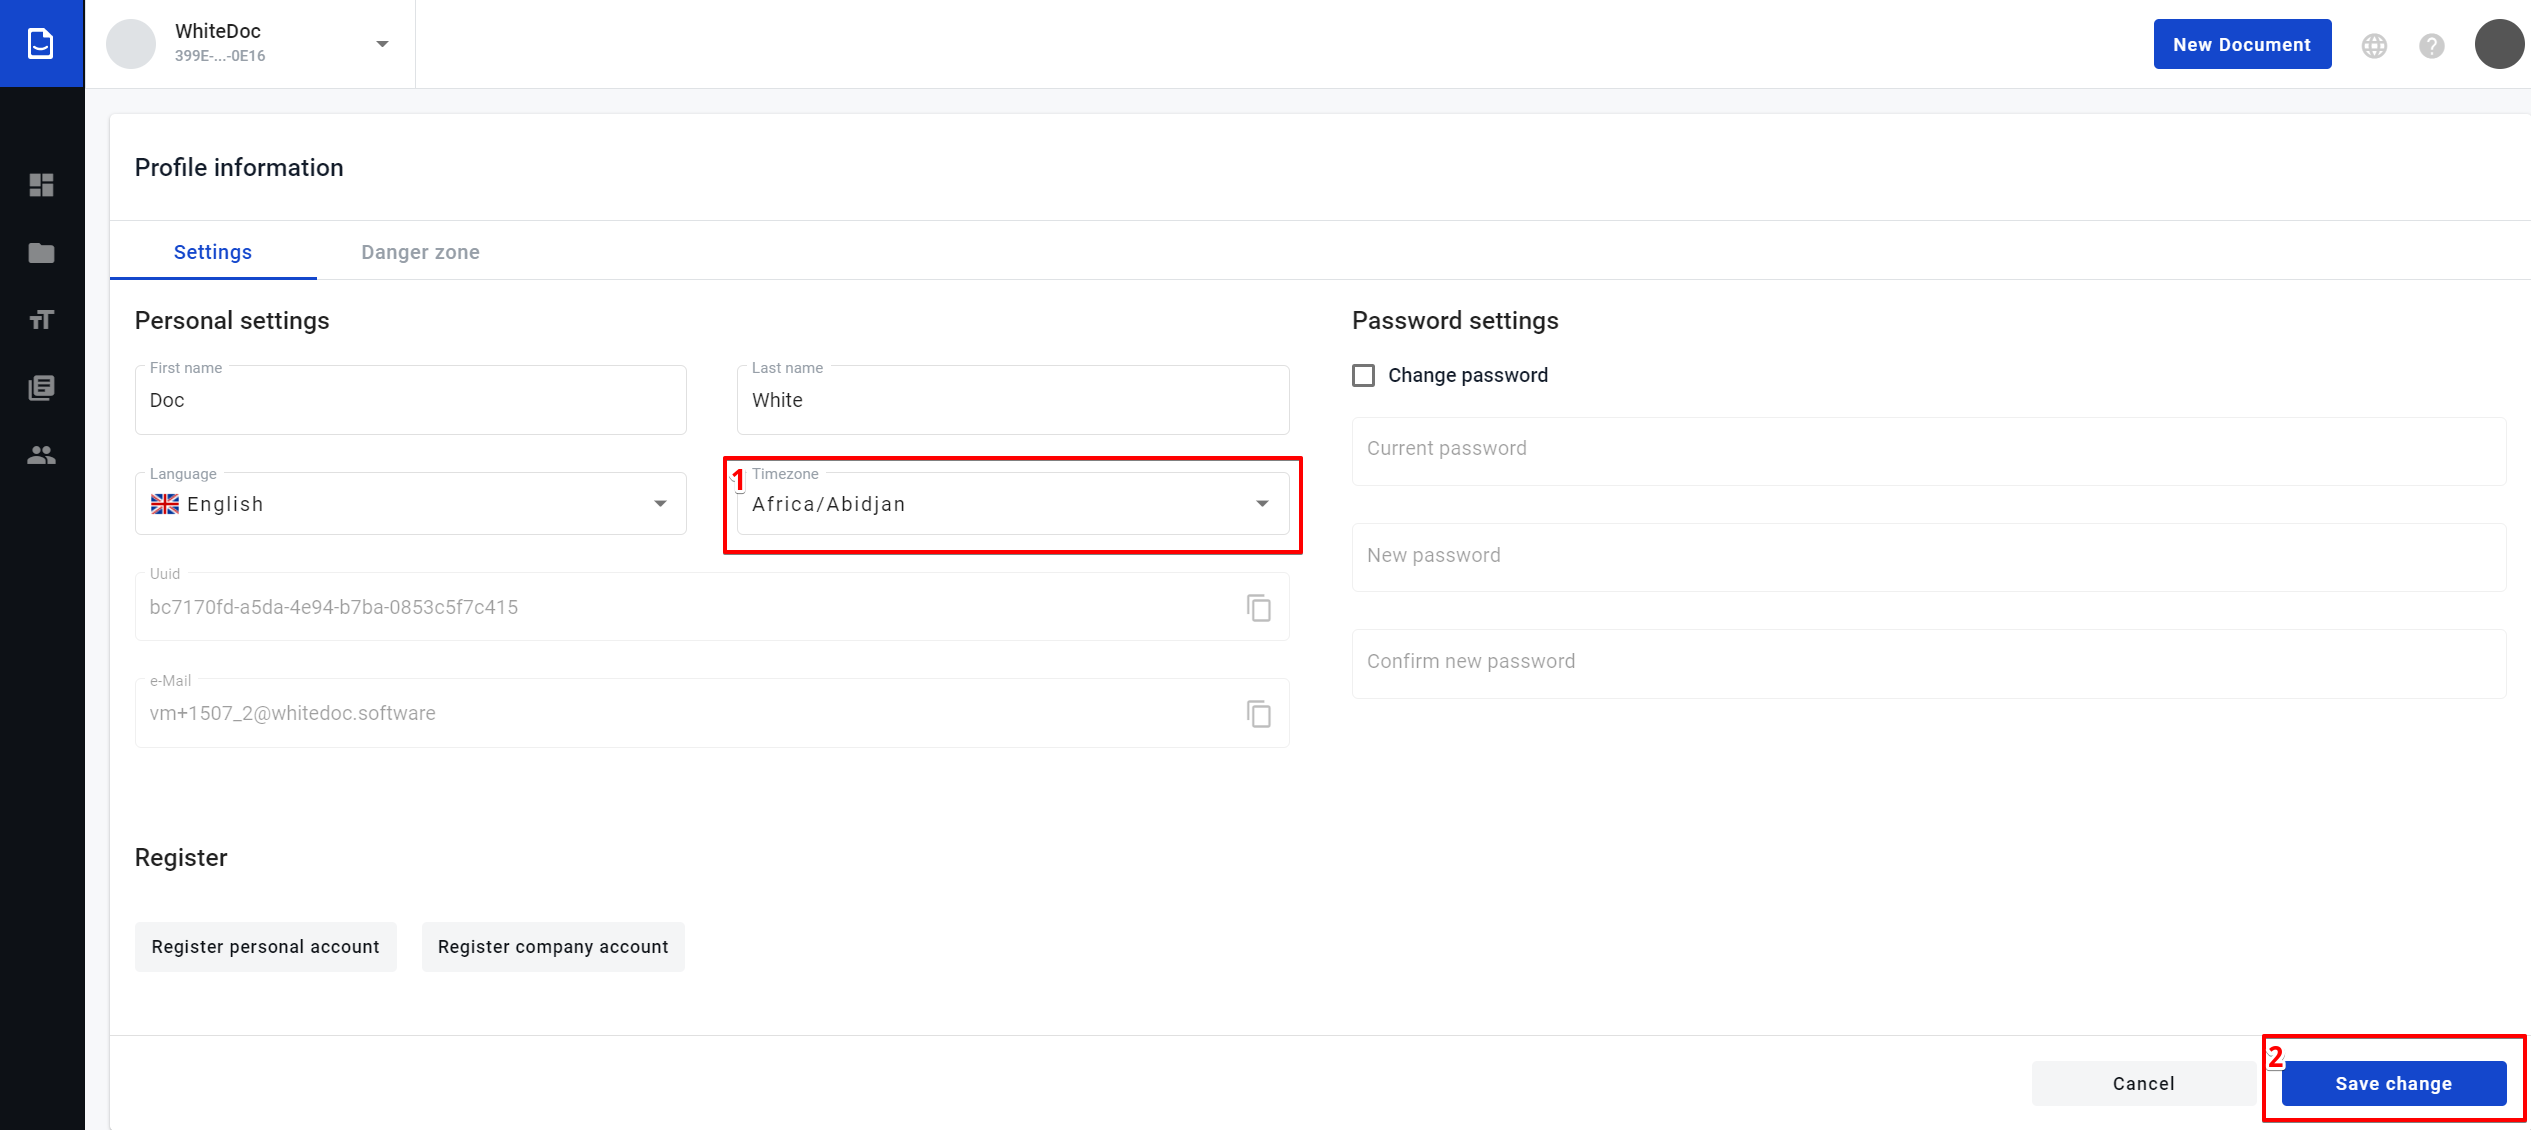 WhiteDoc
399E-...-0E16
New Document
Profile information
Settings
Danger zone
Personal settings
Password settings
First name
Doc
Last name
White
Change password
Current password
Language
English
1
Timezone
Africa/Abidjan
New password
Uuid
bc7170fd-a5da-4e94-b7ba-0853c5f7c415
Confirm new password
e-Mail
vm+1507_2@whitedoc.software
Register
Register personal account
Register company account
Cancel
2
Save change